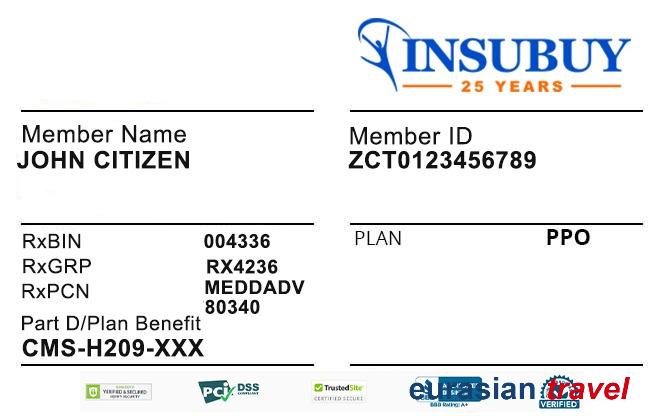 INSUBUY
25 YEARS
Member Name
JOHN CITIZEN
Member ID
ZCT0123456789
RxBIN 004336
RxGRP RX4236
RxPCN MEDDADV
80340
Part D/Plan Benefit
CMS-H209-XXX
PLAN PPO
VERIFIED & SECURED
PCI DSS
COMPLIANT
TrustedSite
CERTIFIED SECURE
BBB Rating: A+
eurasian travel
VERIFIED